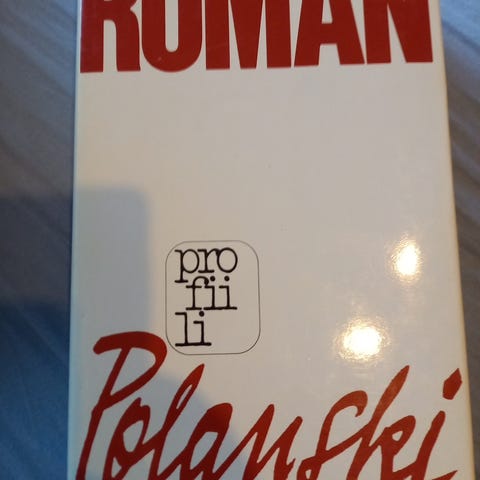 ROMAN
pro
fii
li
Polanski